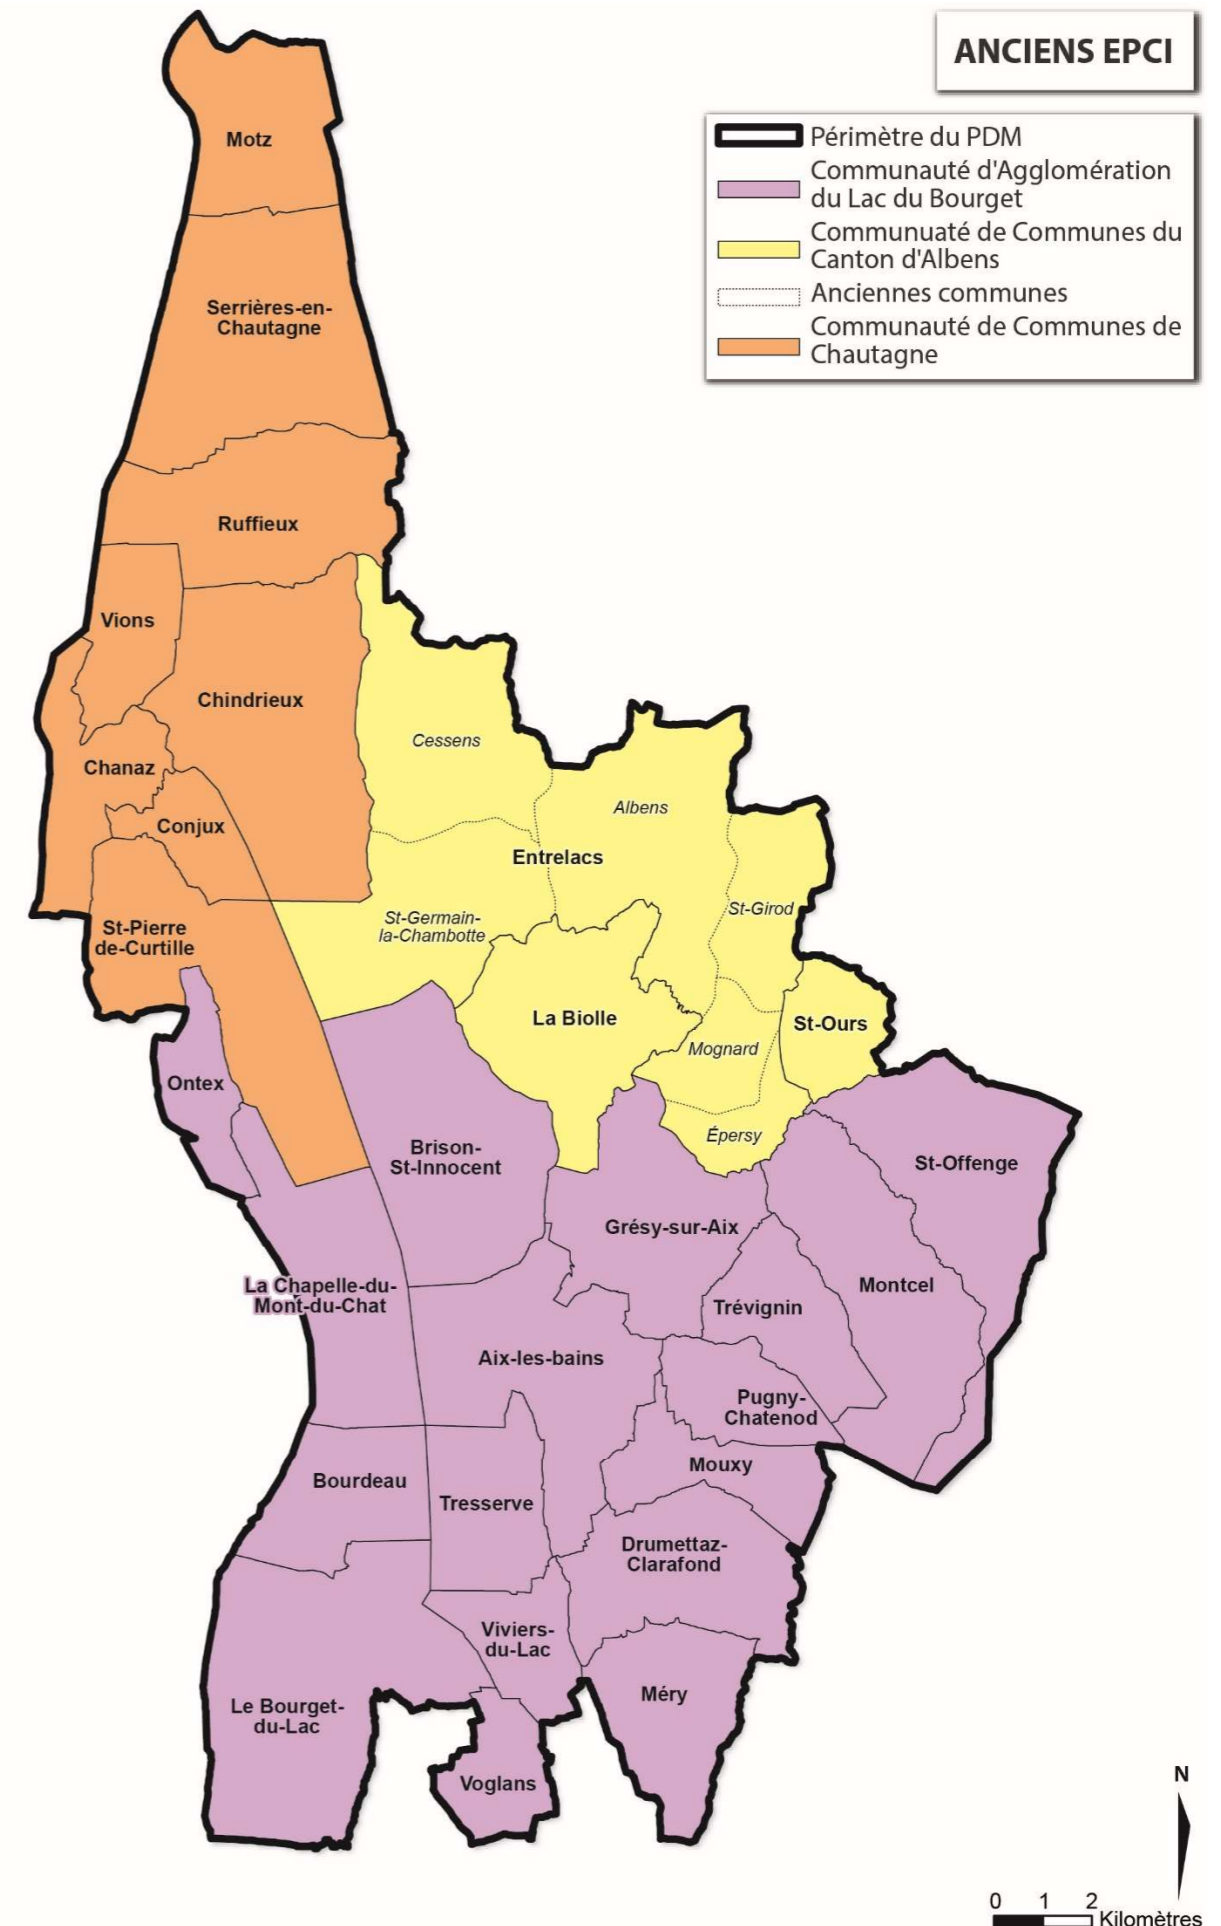 ANCIENS EPCI
Périmètre du PDM
Communauté d'Agglomération
du Lac du Bourget
Communuaté de Communes du
Canton d'Albens
Anciennes communes
Communauté de Communes de
Chautagne
Motz
Serrières-en-
Chautagne
Ruffieux
Vions
Chindrieux
Cessens
Chanaz
Albens
Conjux
Entrelacs
St-Germain-
la-Chambotte
St-Girod
St-Pierre
de-Curtille
La Biolle
St-Ours
Mognard
Ontex
Épersy
Brison-
St-Innocent
St-Offenge
Grésy-sur-Aix
La Chapelle-du-
Mont-du-Chat
Montcel
Trévignin
Aix-les-bains
Pugny-
Chatenod
Mouxy
Bourdeau
Tresserve
Drumettaz-
Clarafond
Viviers-
du-Lac
Méry
Le Bourget-
du-Lac
Voglans
N
0 1 2
Kilomètres